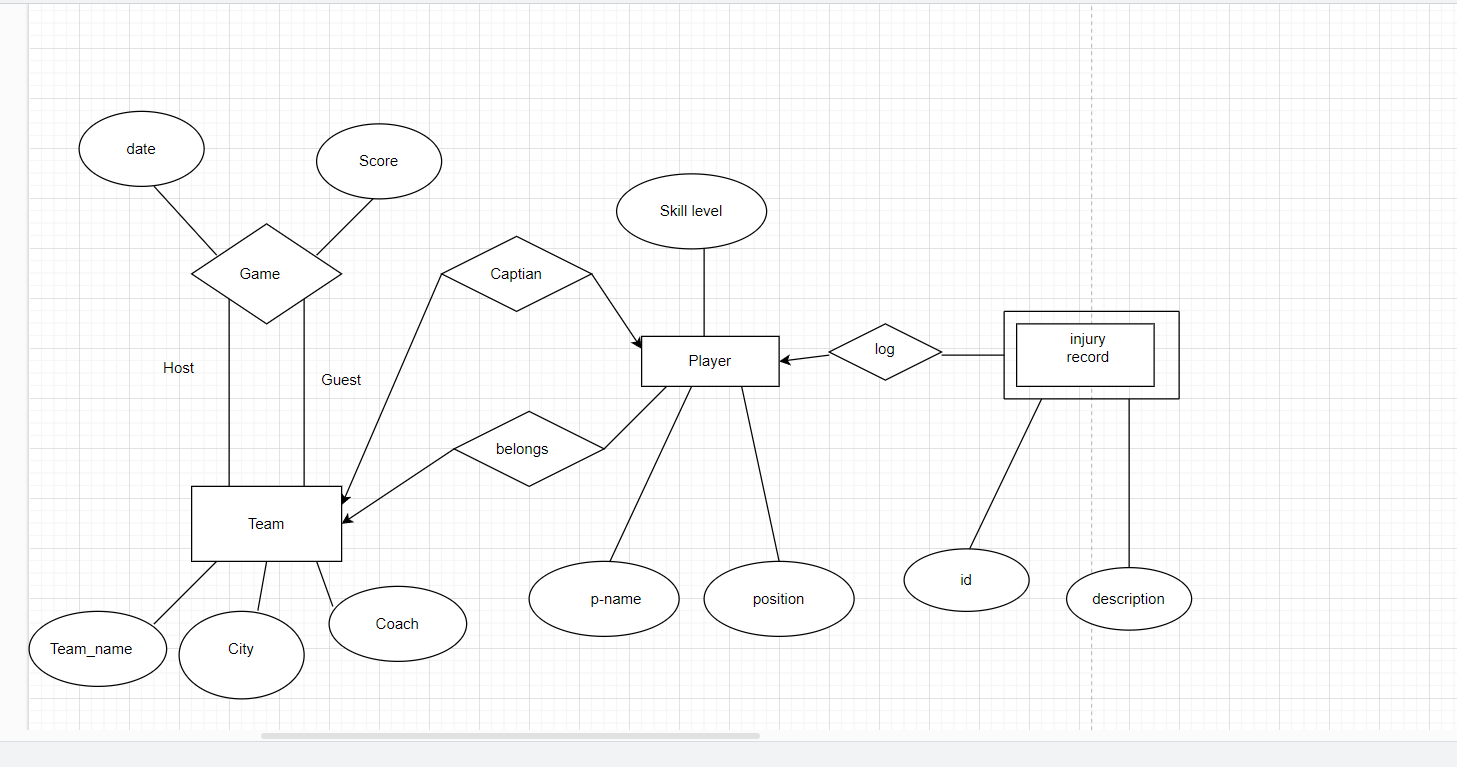 date
Score
Skill level
Game
Captian
injury
record
log
Player
Host
Guest
belongs
Team
id
p-name
position
description
Coach
Team_name
City